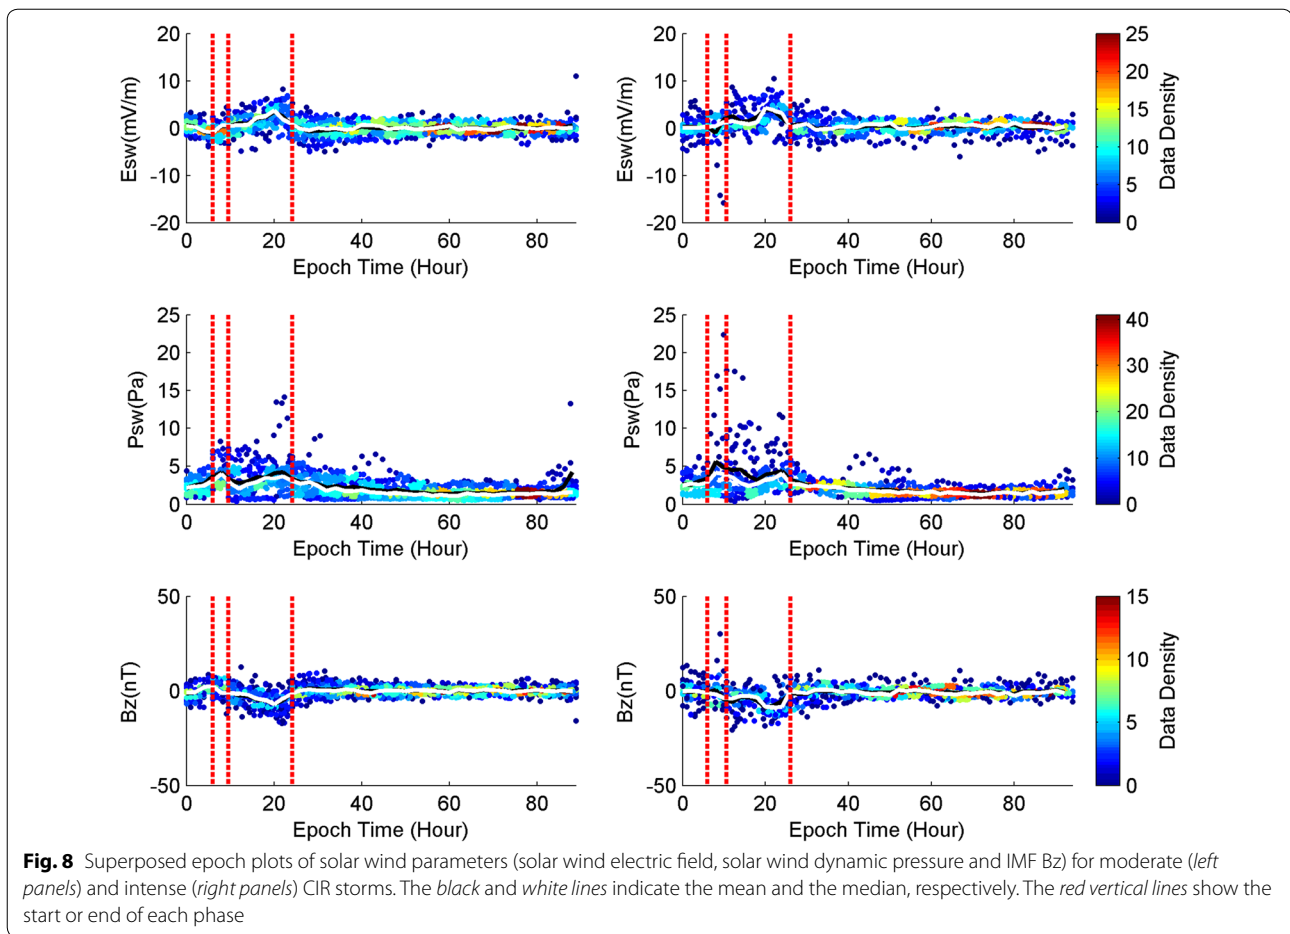 20
10
0
-10
-20
Esw(mV/m)
0 20 40 60 80
Epoch Time (Hour)
20
10
0
-10
-20
Esw(mV/m)
0 20 40 60 80
Epoch Time (Hour)
25
20
15
10
5
0
Data Density
25
20
15
10
5
0
Psw(Pa)
0 20 40 60 80
Epoch Time (Hour)
25
20
15
10
5
0
Psw(Pa)
0 20 40 60 80
Epoch Time (Hour)
40
30
20
10
0
Data Density
50
0
-50
Bz(nT)
0 20 40 60 80
Epoch Time (Hour)
50
0
-50
Bz(nT)
0 20 40 60 80
Epoch Time (Hour)
15
10
5
0
Data Density
Fig. 8 Superposed epoch plots of solar wind parameters (solar wind electric field, solar wind dynamic pressure and IMF Bz) for moderate (left
panels) and intense (right panels) CIR storms. The black and white lines indicate the mean and the median, respectively. The red vertical lines show the
start or end of each phase